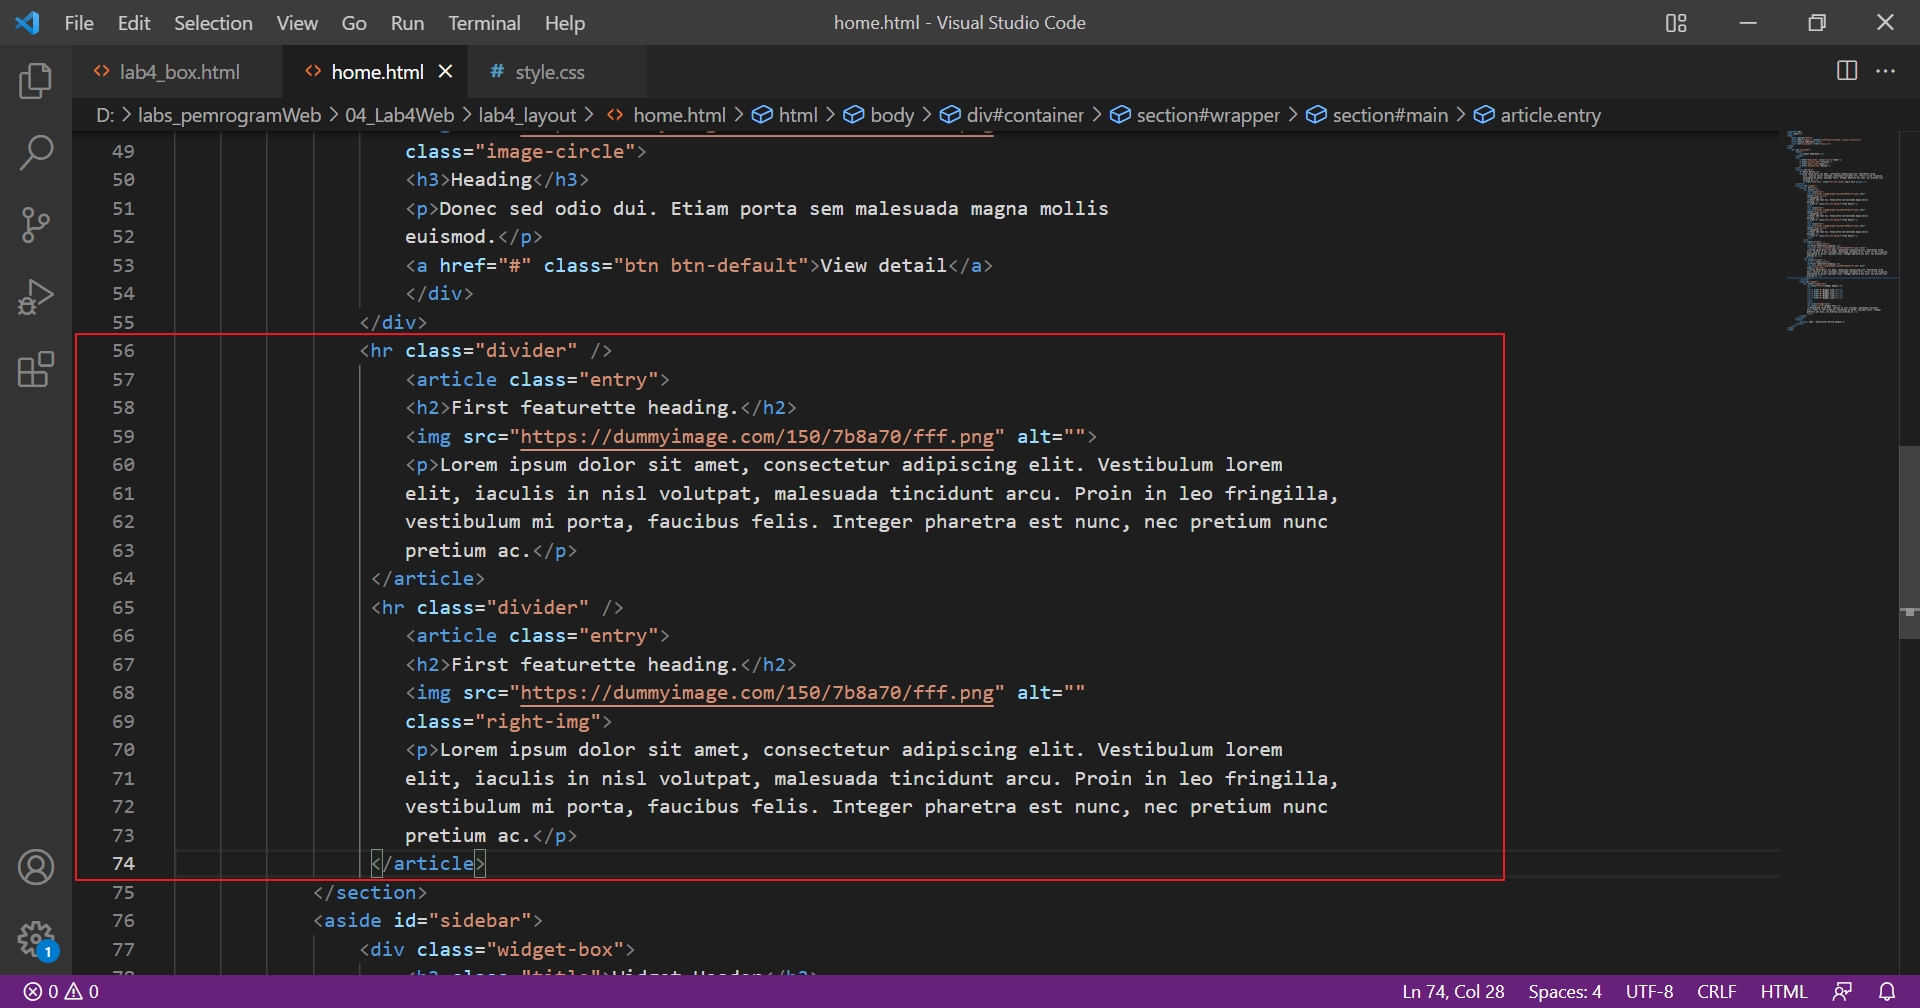 File Edit Selection View Go Run Terminal Help home.html - Visual Studio Code
lab4_box.html home.html # style.css
D: > labs_pemrogramWeb > 04_Lab4Web > lab4_layout > home.html > html > body > div#container > section#wrapper > section#main > article.entry
49 class="image-circle">
50 <h3>Heading</h3>
51 <p>Donec sed odio dui. Etiam porta sem malesuada magna mollis
52 euismod.</p>
53 <a href="#" class="btn btn-default">View detail</a>
54 </div>
55 </div>
56 <hr class="divider" />
57 <article class="entry">
58 <h2>First featurette heading.</h2>
59 <img src="https://dummyimage.com/150/7b8a70/fff.png" alt="">
60 <p>Lorem ipsum dolor sit amet, consectetur adipiscing elit. Vestibulum lorem
61 elit, iaculis in nisl volutpat, malesuada tincidunt arcu. Proin in leo fringilla,
62 vestibulum mi porta, faucibus felis. Integer pharetra est nunc, nec pretium nunc
63 pretium ac.</p>
64 </article>
65 <hr class="divider" />
66 <article class="entry">
67 <h2>First featurette heading.</h2>
68 <img src="https://dummyimage.com/150/7b8a70/fff.png" alt=""
69 class="right-img">
70 <p>Lorem ipsum dolor sit amet, consectetur adipiscing elit. Vestibulum lorem
71 elit, iaculis in nisl volutpat, malesuada tincidunt arcu. Proin in leo fringilla,
72 vestibulum mi porta, faucibus felis. Integer pharetra est nunc, nec pretium nunc
73 pretium ac.</p>
74 </article>
75 </section>
76 <aside id="sidebar">
77 <div class="widget-box">
78 <h3 class="title">Widget Header</h3>
1
0 0 Ln 74, Col 28 Spaces: 4 UTF-8 CRLF HTML